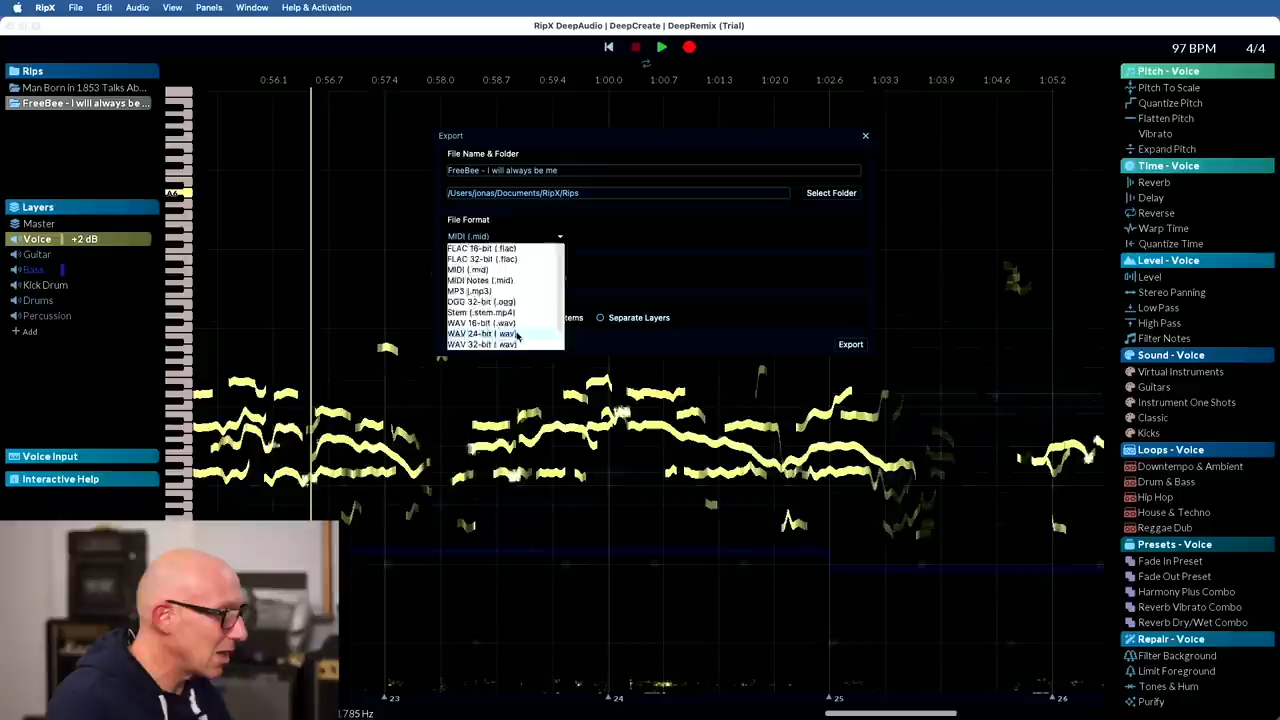 RipX File Edit Audio View Panels Window Help & Activation
RipX DeepAudio | DeepCreate | DeepRemix (Trial)
97 BPM 4/4
Rips
Man Born in 1853 Talks Ab...
FreeBee - I will always be ...
0:56.1 0:56.7 0:57.4 0:58.0 0:58.7 0:59.4 1:00.0 1:00.7 1:01.3 1:02.0 1:02.6 1:03.3 1:03.9 1:04.6 1:05.2
A6
Layers
Master
Voice +2 dB
Guitar
Bass
Kick Drum
Drums
Percussion
+ Add
Voice Input
Interactive Help
Export
File Name & Folder
FreeBee - I will always be me
/Users/jonas/Documents/RipX/Rips
Select Folder
File Format
MIDI (.mid)
FLAC 16-bit (.flac)
FLAC 32-bit (.flac)
MIDI (.mid)
MIDI Notes (.mid)
MP3 (.mp3)
OGG 32-bit (.ogg)
Stem (.stem.mp4)
WAV 16-bit (.wav)
WAV 24-bit (.wav)
WAV 32-bit (.wav)
Separate Layers
Export
Pitch - Voice
Pitch To Scale
Quantize Pitch
Flatten Pitch
Vibrato
Expand Pitch
Time - Voice
Reverb
Delay
Reverse
Warp Time
Quantize Time
Level - Voice
Level
Stereo Panning
Low Pass
High Pass
Filter Notes
Sound - Voice
Virtual Instruments
Guitars
Instrument One Shots
Classic
Kicks
Loops - Voice
Downtempo & Ambient
Drum & Bass
Hip Hop
House & Techno
Reggae Dub
Presets - Voice
Fade In Preset
Fade Out Preset
Harmony Plus Combo
Reverb Vibrato Combo
Reverb Dry/Wet Combo
Repair - Voice
Filter Background
Limit Foreground
Tones & Hum
Purify
23 24 25 26
785 Hz